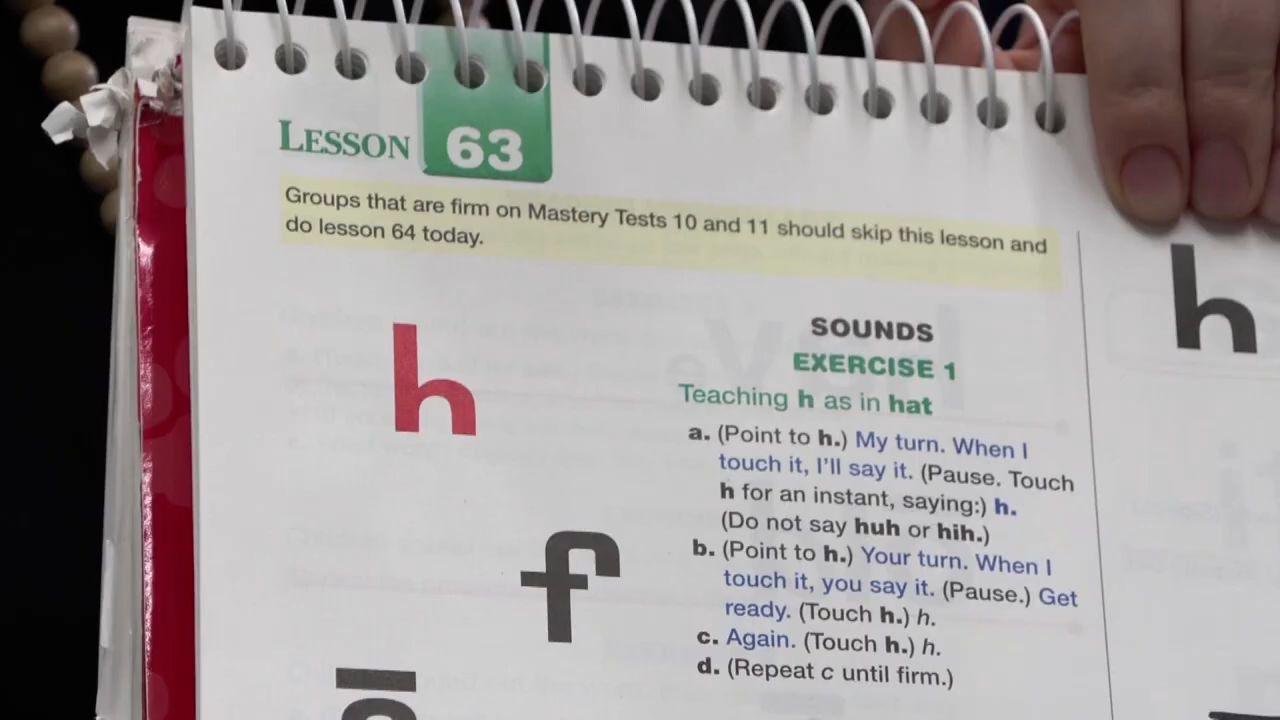 LESSON 63
Groups that are firm on Mastery Tests 10 and 11 should skip this lesson and
do lesson 64 today.
h
f
SOUNDS
EXERCISE 1
Teaching h as in hat
a. (Point to h.) My turn. When I
touch it, I'll say it. (Pause. Touch
h for an instant, saying:) h.
(Do not say huh or hih.)
b. (Point to h.) Your turn. When I
touch it, you say it. (Pause.) Get
ready. (Touch h.) h.
c. Again. (Touch h.) h.
d. (Repeat c until firm.)
h